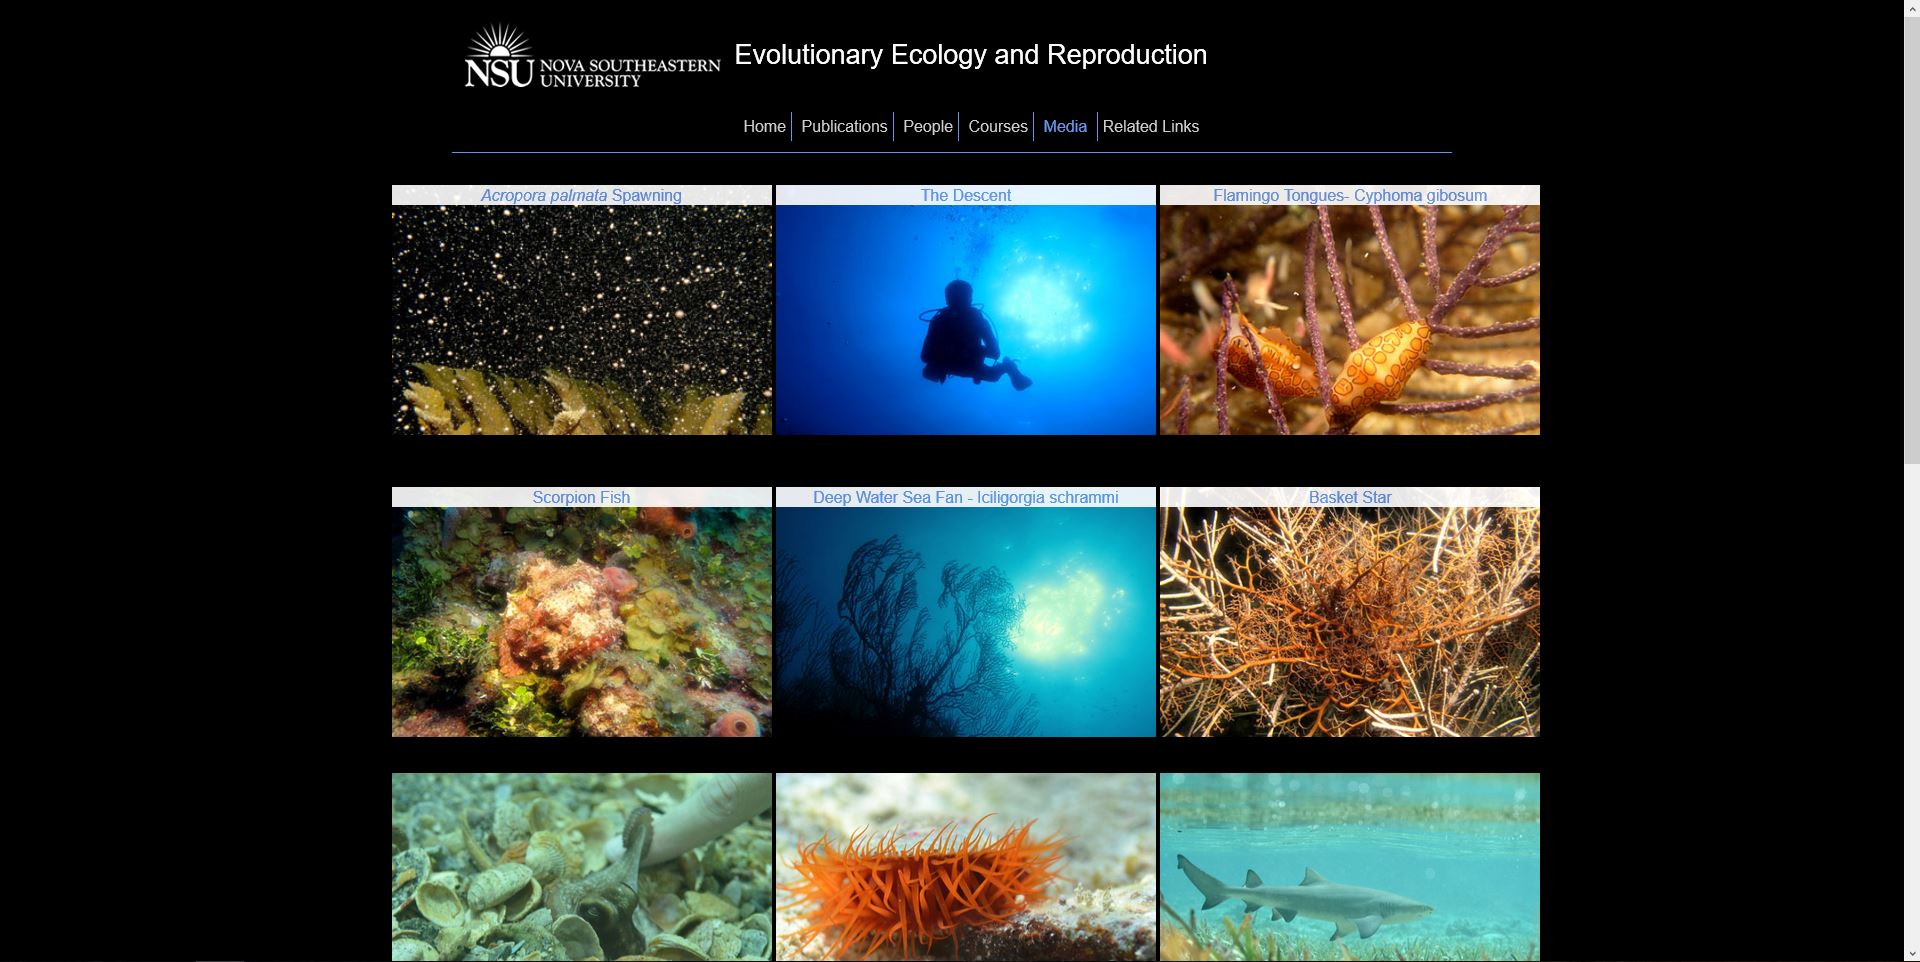 NSU NOVA SOUTHEASTERN
UNIVERSITY
Evolutionary Ecology and Reproduction
Home Publications People Courses Media Related Links
Acropora palmata Spawning
The Descent
Flamingo Tongues- Cyphoma gibosum
Scorpion Fish
Deep Water Sea Fan - Iciligorgia schrammi
Basket Star